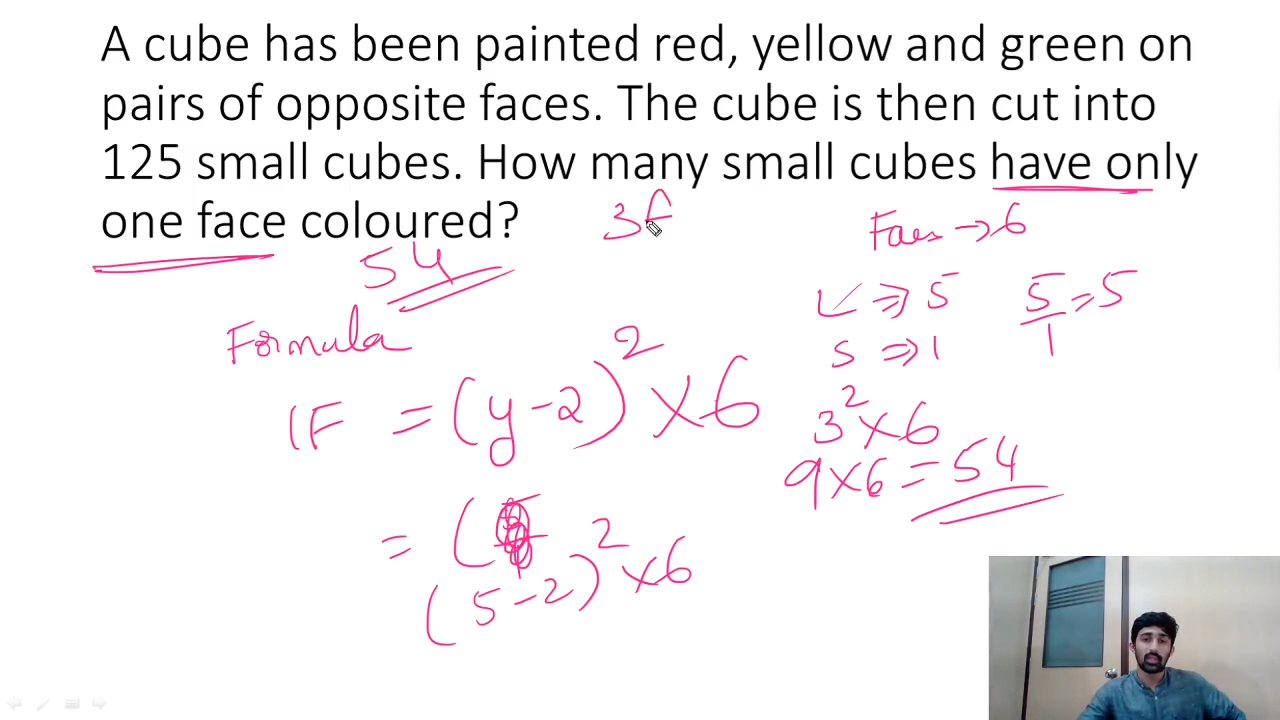 A cube has been painted red, yellow and green on
pairs of opposite faces. The cube is then cut into
125 small cubes. How many small cubes have only
one face coloured?
3f
Faces → 6
54
L ⇒ 5
5/1 = 5
S ⇒ 1
Formula
1F = (y-2)² × 6
3² × 6
9 × 6 = 54
= (
(5-2)² × 6